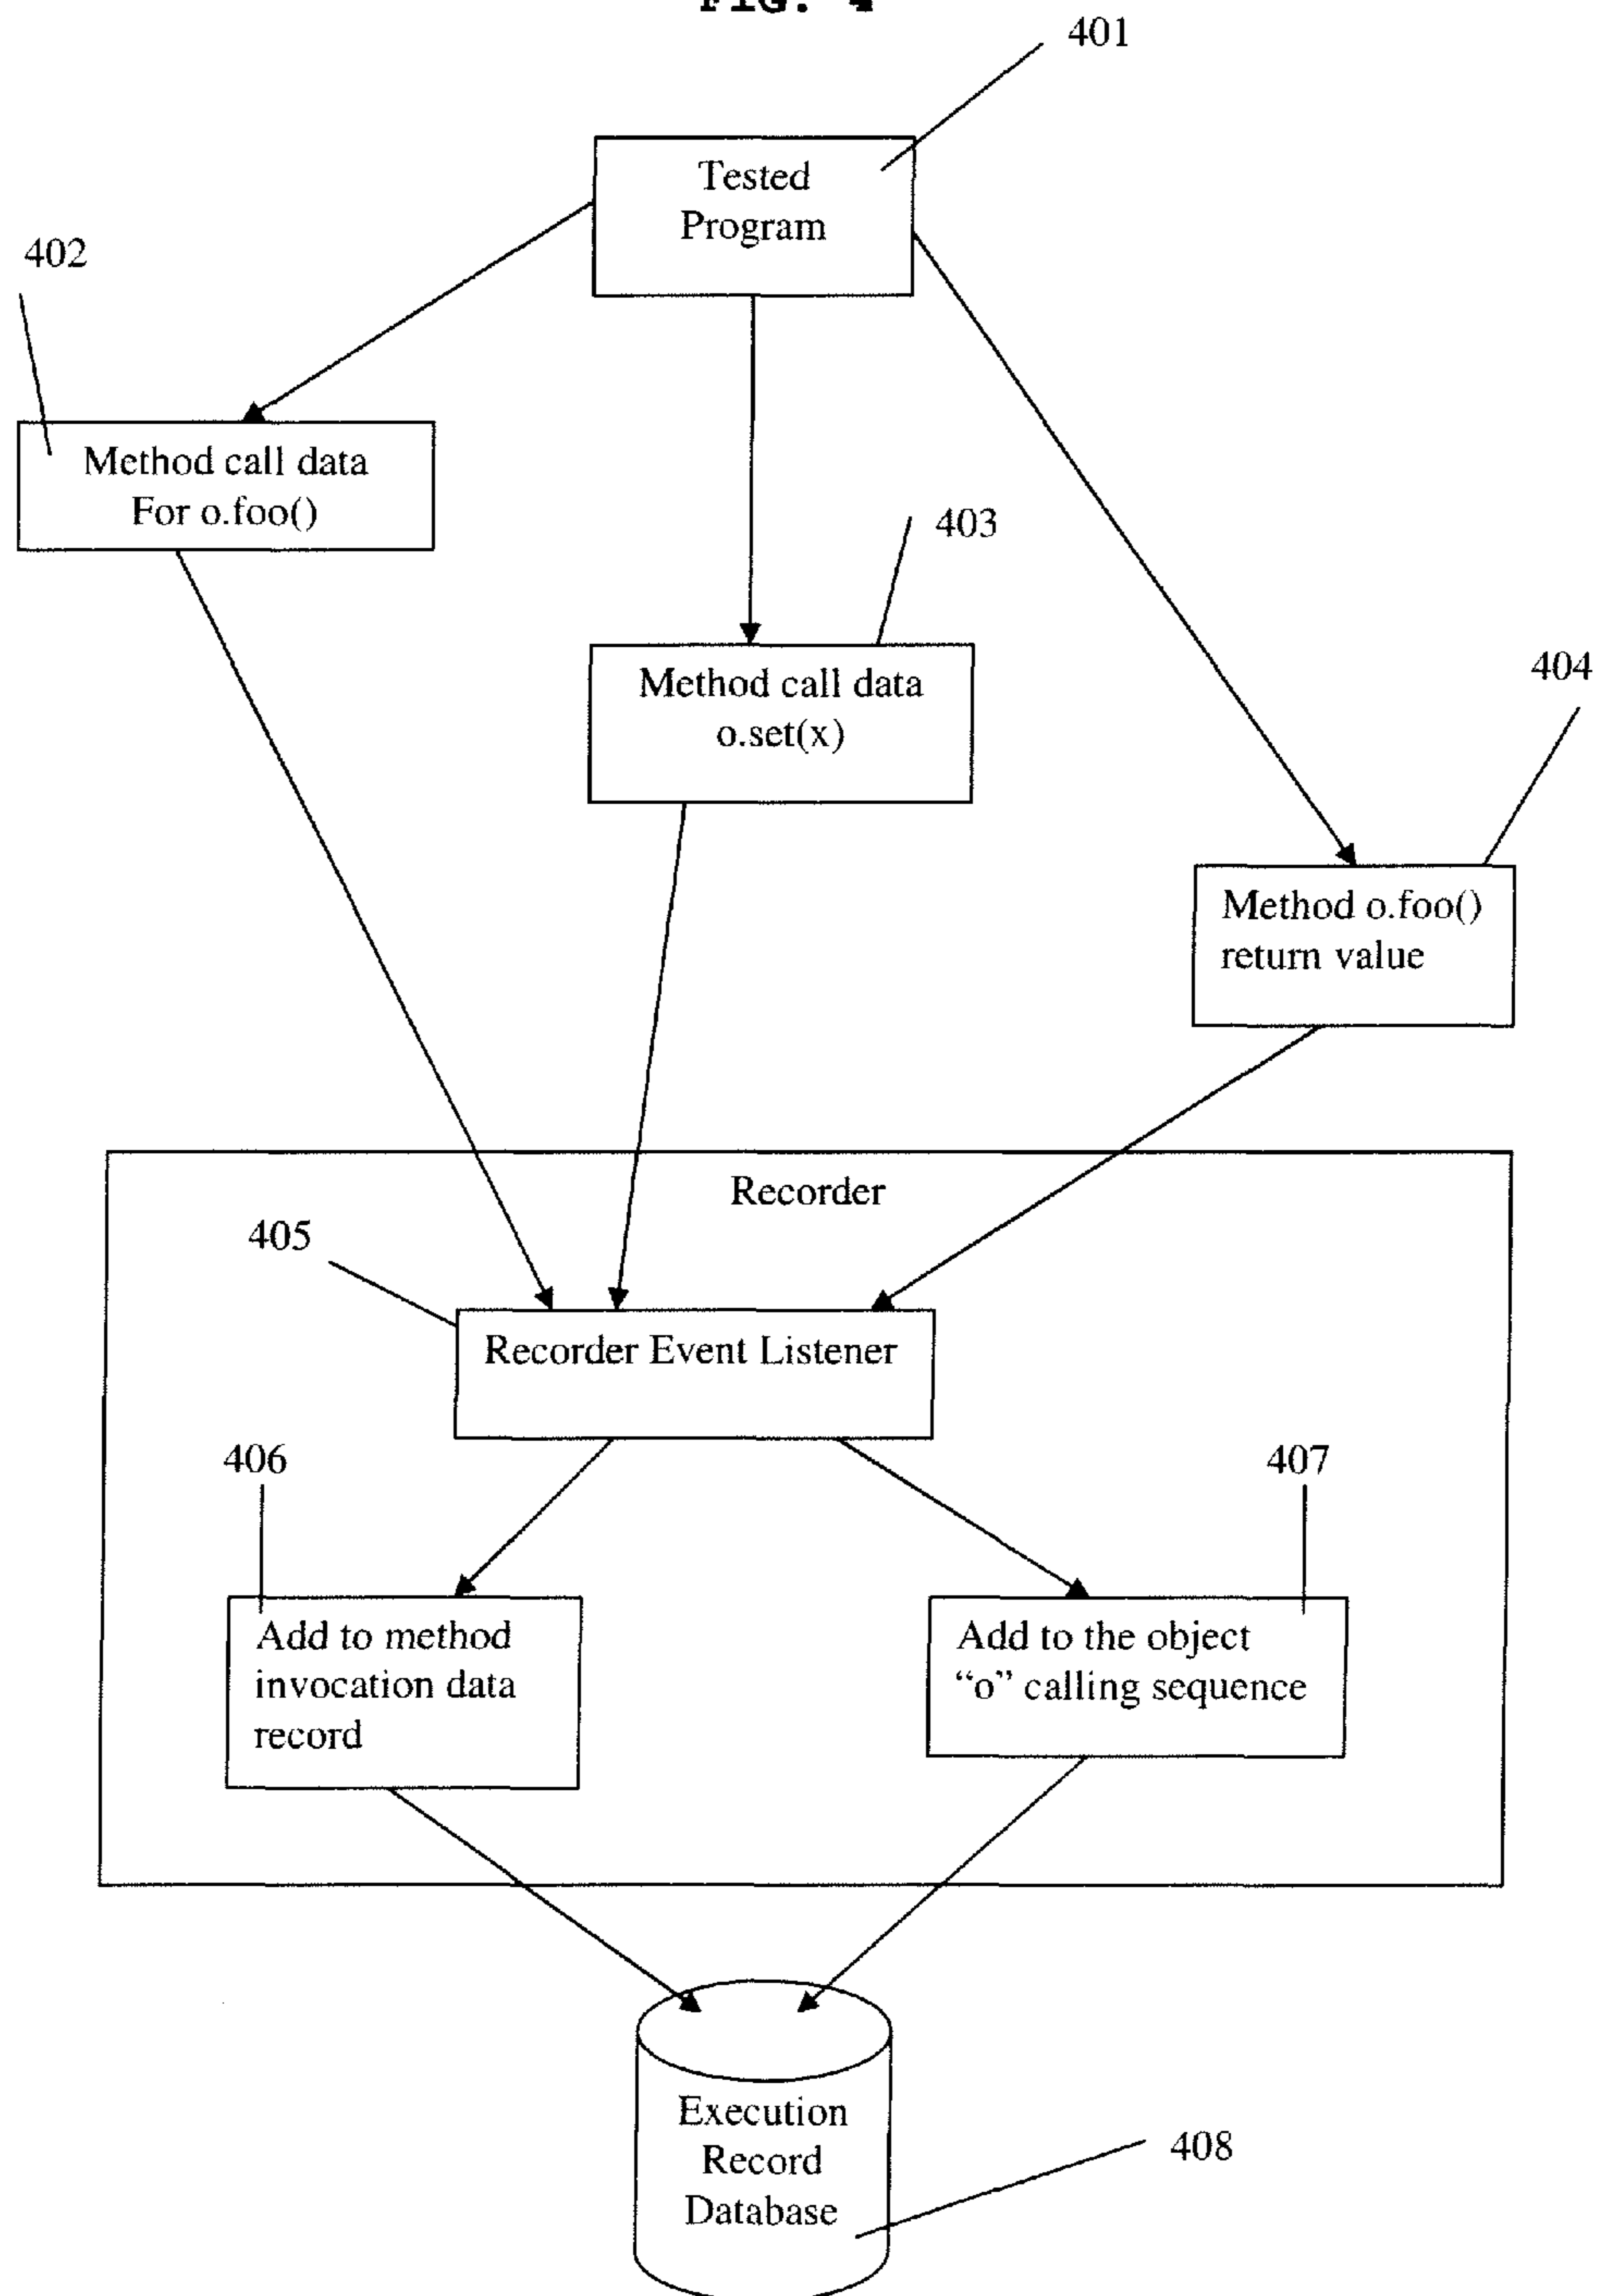 FIG. 4
401
Tested
Program
402
Method call data
For o.foo()
403
Method call data
o.set(x)
404
Method o.foo()
return value
Recorder
405
Recorder Event Listener
406
407
Add to method
invocation data
record
Add to the object
“o” calling sequence
Execution
Record
Database
408